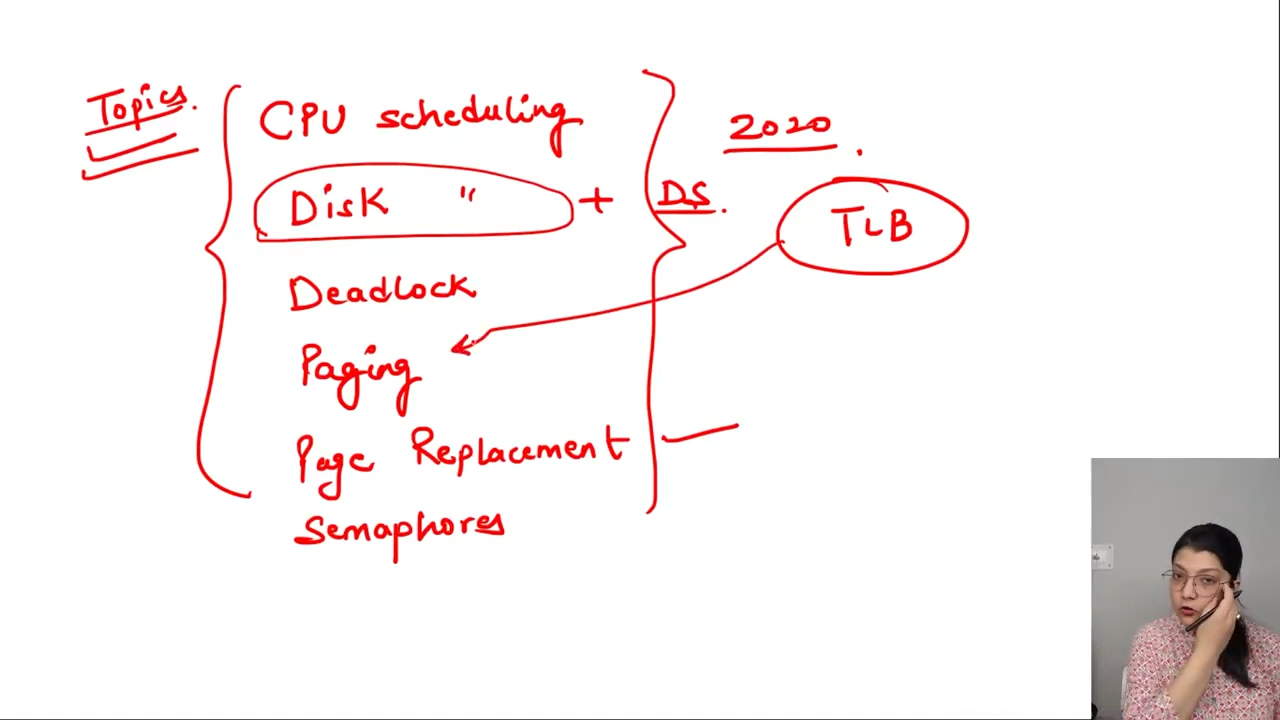 Topics.
CPU scheduling
Disk " + DS.
Deadlock
Paging
Page Replacement
Semaphores
2020.
TLB